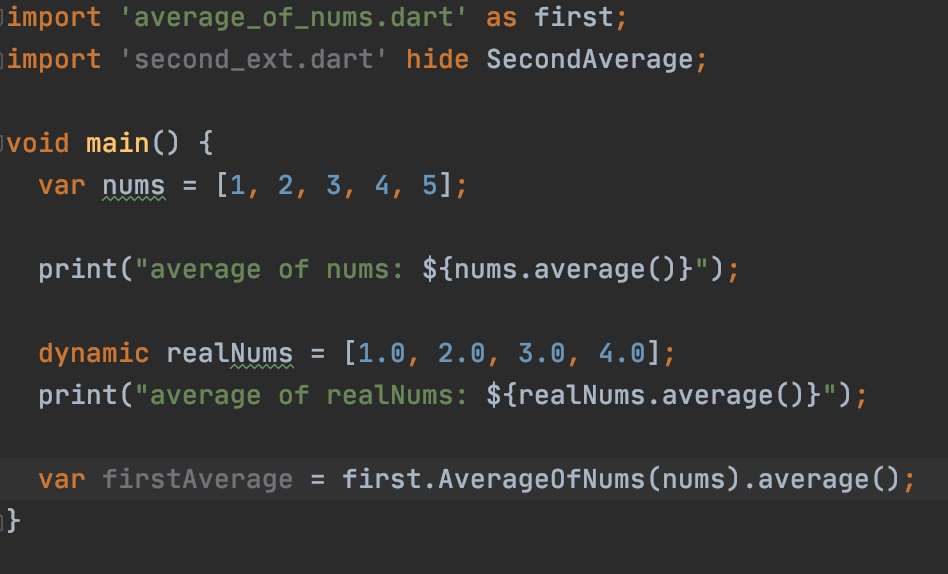 import 'average_of_nums.dart' as first;
import 'second_ext.dart' hide SecondAverage;
void main() {
var nums = [1, 2, 3, 4, 5];
print("average of nums: ${nums.average()}");
dynamic realNums = [1.0, 2.0, 3.0, 4.0];
print("average of realNums: ${realNums.average()}");
var firstAverage = first.AverageOfNums(nums).average();
}